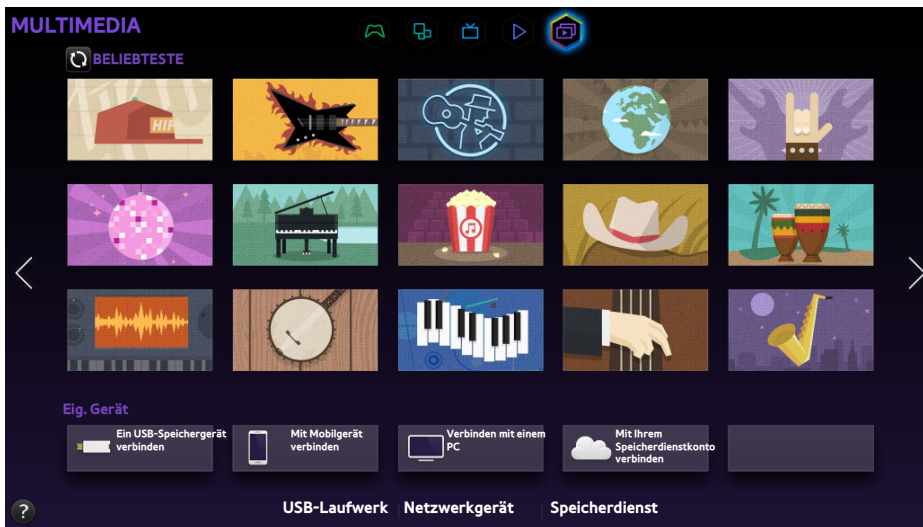 MULTIMEDIA
BELIEBTESTE
HIP
Eig. Gerät
Ein USB-Speichergerät
verbinden
Mit Mobilgerät
verbinden
Verbinden mit einem
PC
Mit Ihrem
Speicherdienstkonto
verbinden
?
USB-Laufwerk Netzwerkgerät Speicherdienst